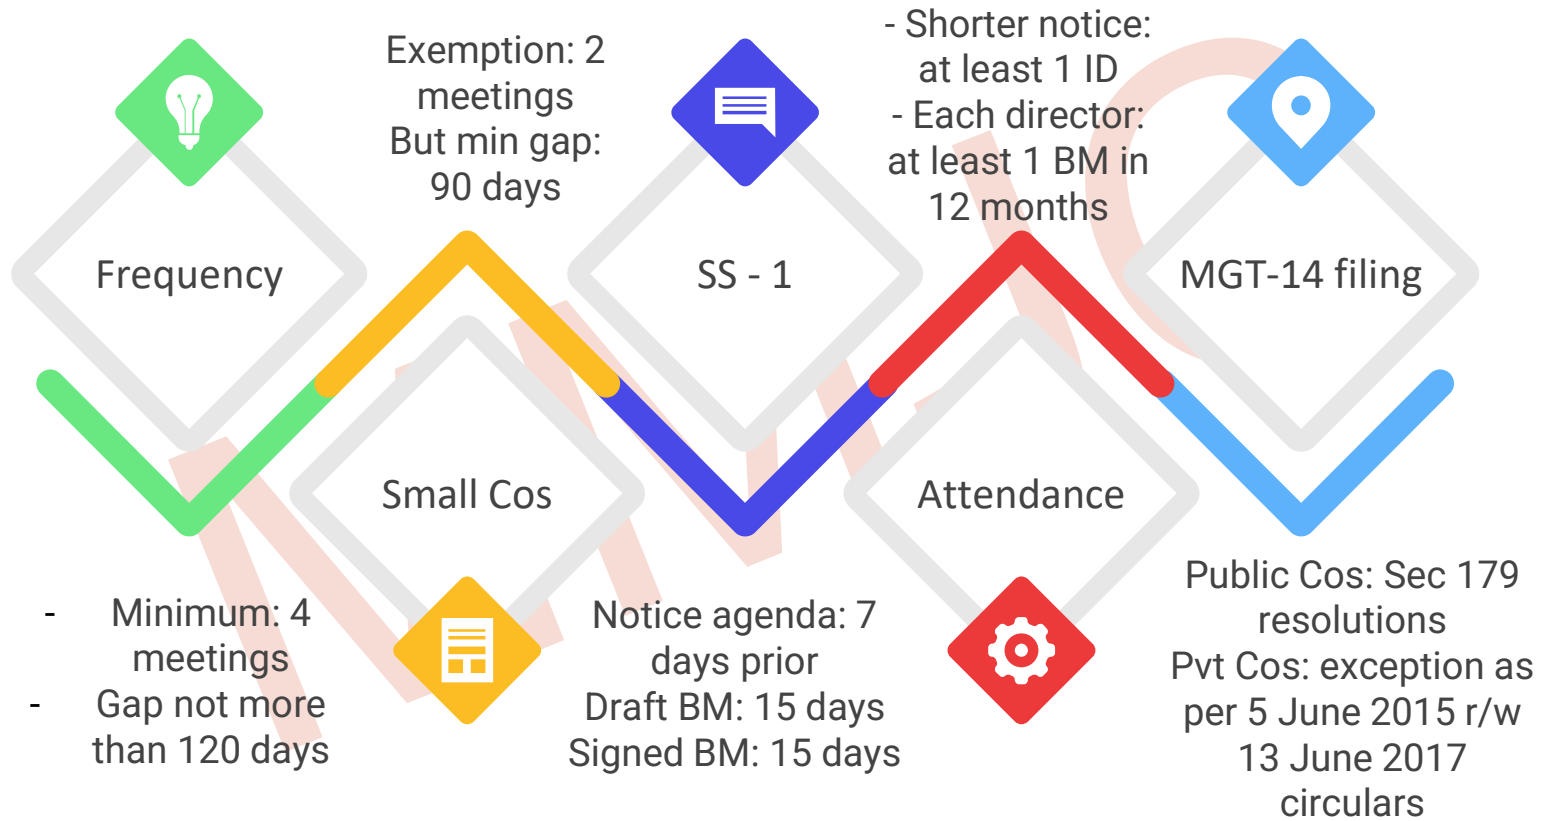 Frequency
- Minimum: 4
meetings
- Gap not more
than 120 days
Exemption: 2
meetings
But min gap:
90 days
Small Cos
SS - 1
Notice agenda: 7
days prior
Draft BM: 15 days
Signed BM: 15 days
- Shorter notice:
at least 1 ID
- Each director:
at least 1 BM in
12 months
Attendance
MGT-14 filing
Public Cos: Sec 179
resolutions
Pvt Cos: exception as
per 5 June 2015 r/w
13 June 2017
circulars